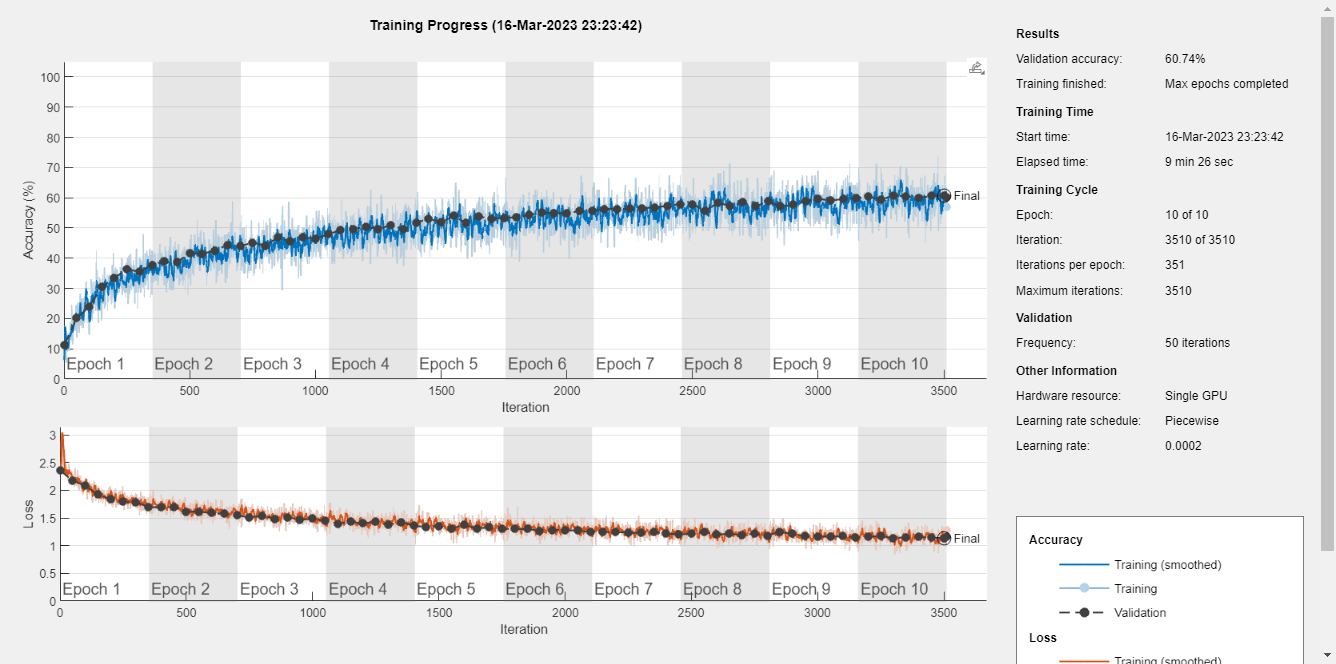 Training Progress (16-Mar-2023 23:23:42)
Accuracy (%)
100
90
80
70
60
50
40
30
20
10
0
Final
Epoch 1
Epoch 2
Epoch 3
Epoch 4
Epoch 5
Epoch 6
Epoch 7
Epoch 8
Epoch 9
Epoch 10
0
500
1000
1500
2000
2500
3000
3500
Iteration
Loss
3
2.5
2
1.5
1
0.5
0
Final
Epoch 1
Epoch 2
Epoch 3
Epoch 4
Epoch 5
Epoch 6
Epoch 7
Epoch 8
Epoch 9
Epoch 10
0
500
1000
1500
2000
2500
3000
3500
Iteration
Results
Validation accuracy: 60.74%
Training finished: Max epochs completed
Training Time
Start time: 16-Mar-2023 23:23:42
Elapsed time: 9 min 26 sec
Training Cycle
Epoch: 10 of 10
Iteration: 3510 of 3510
Iterations per epoch: 351
Maximum iterations: 3510
Validation
Frequency: 50 iterations
Other Information
Hardware resource: Single GPU
Learning rate schedule: Piecewise
Learning rate: 0.0002
Accuracy
Training (smoothed)
Training
Validation
Loss
Training (smoothed)